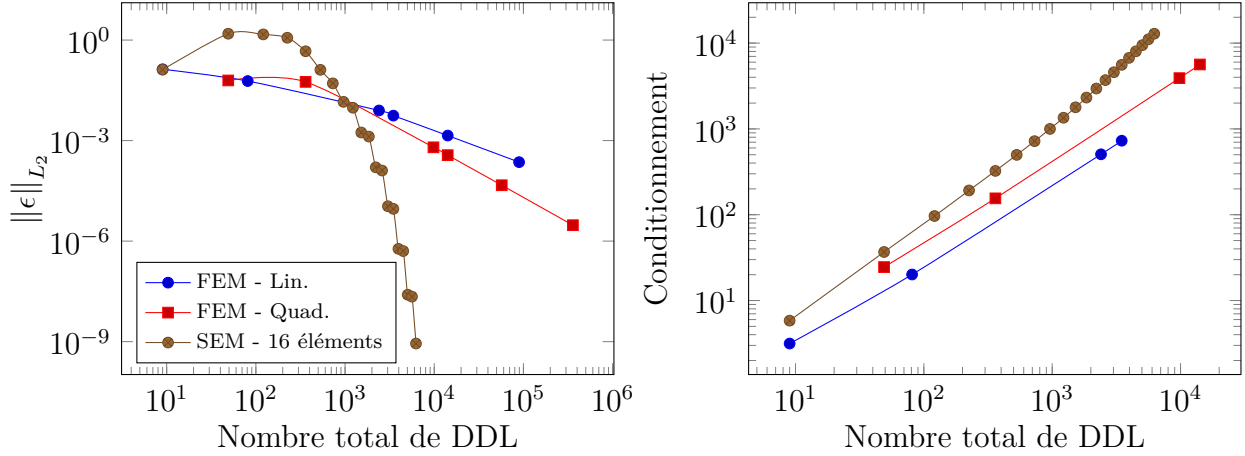 10^0
10^-3
10^-6
10^-9
10^1
10^2
10^3
10^4
10^5
10^6
‖ϵ‖_{L_2}
Nombre total de DDL
FEM - Lin.
FEM - Quad.
SEM - 16 éléments
10^4
10^3
10^2
10^1
10^1
10^2
10^3
10^4
Conditionnement
Nombre total de DDL